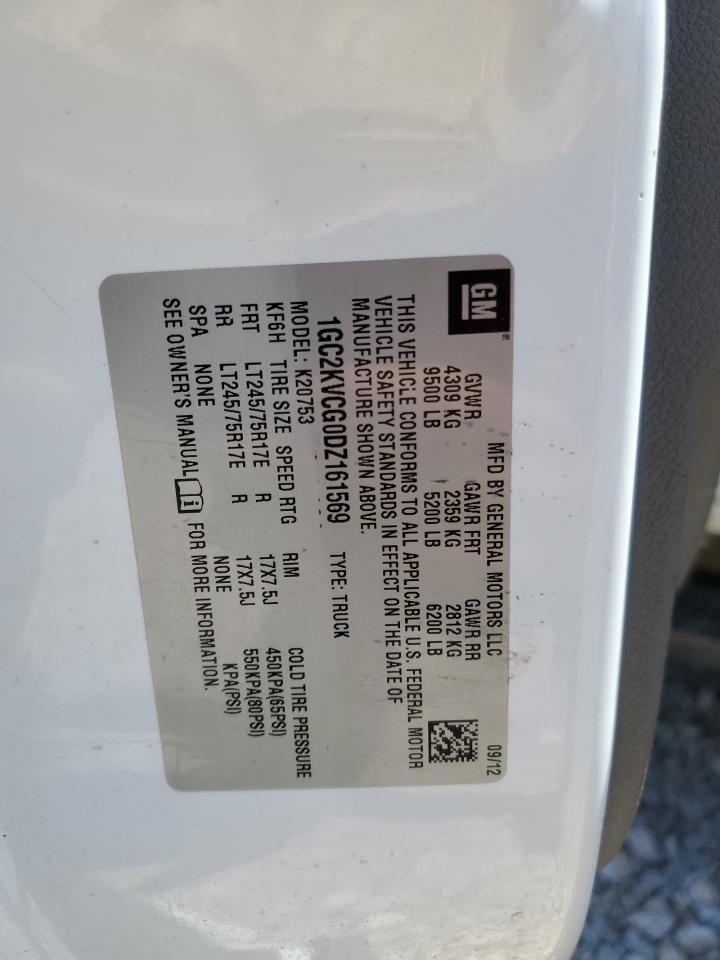 GM®
MFD BY GENERAL MOTORS LLC 09/12
GVWR GAWR FRT GAWR RR
4309 KG 2359 KG 2812 KG
9500 LB 5200 LB 6200 LB
THIS VEHICLE CONFORMS TO ALL APPLICABLE U.S. FEDERAL MOTOR
VEHICLE SAFETY STANDARDS IN EFFECT ON THE DATE OF
MANUFACTURE SHOWN ABOVE.
1GC2KVCG0DZ161569 TYPE: TRUCK
MODEL: K20753
KF6H TIRE SIZE SPEED RTG RIM COLD TIRE PRESSURE
FRT LT245/75R17E R 17X7.5J 450KPA(65PSI)
RR LT245/75R17E R 17X7.5J 550KPA(80PSI)
SPA NONE NONE KPA(PSI)
SEE OWNER'S MANUAL FOR MORE INFORMATION.